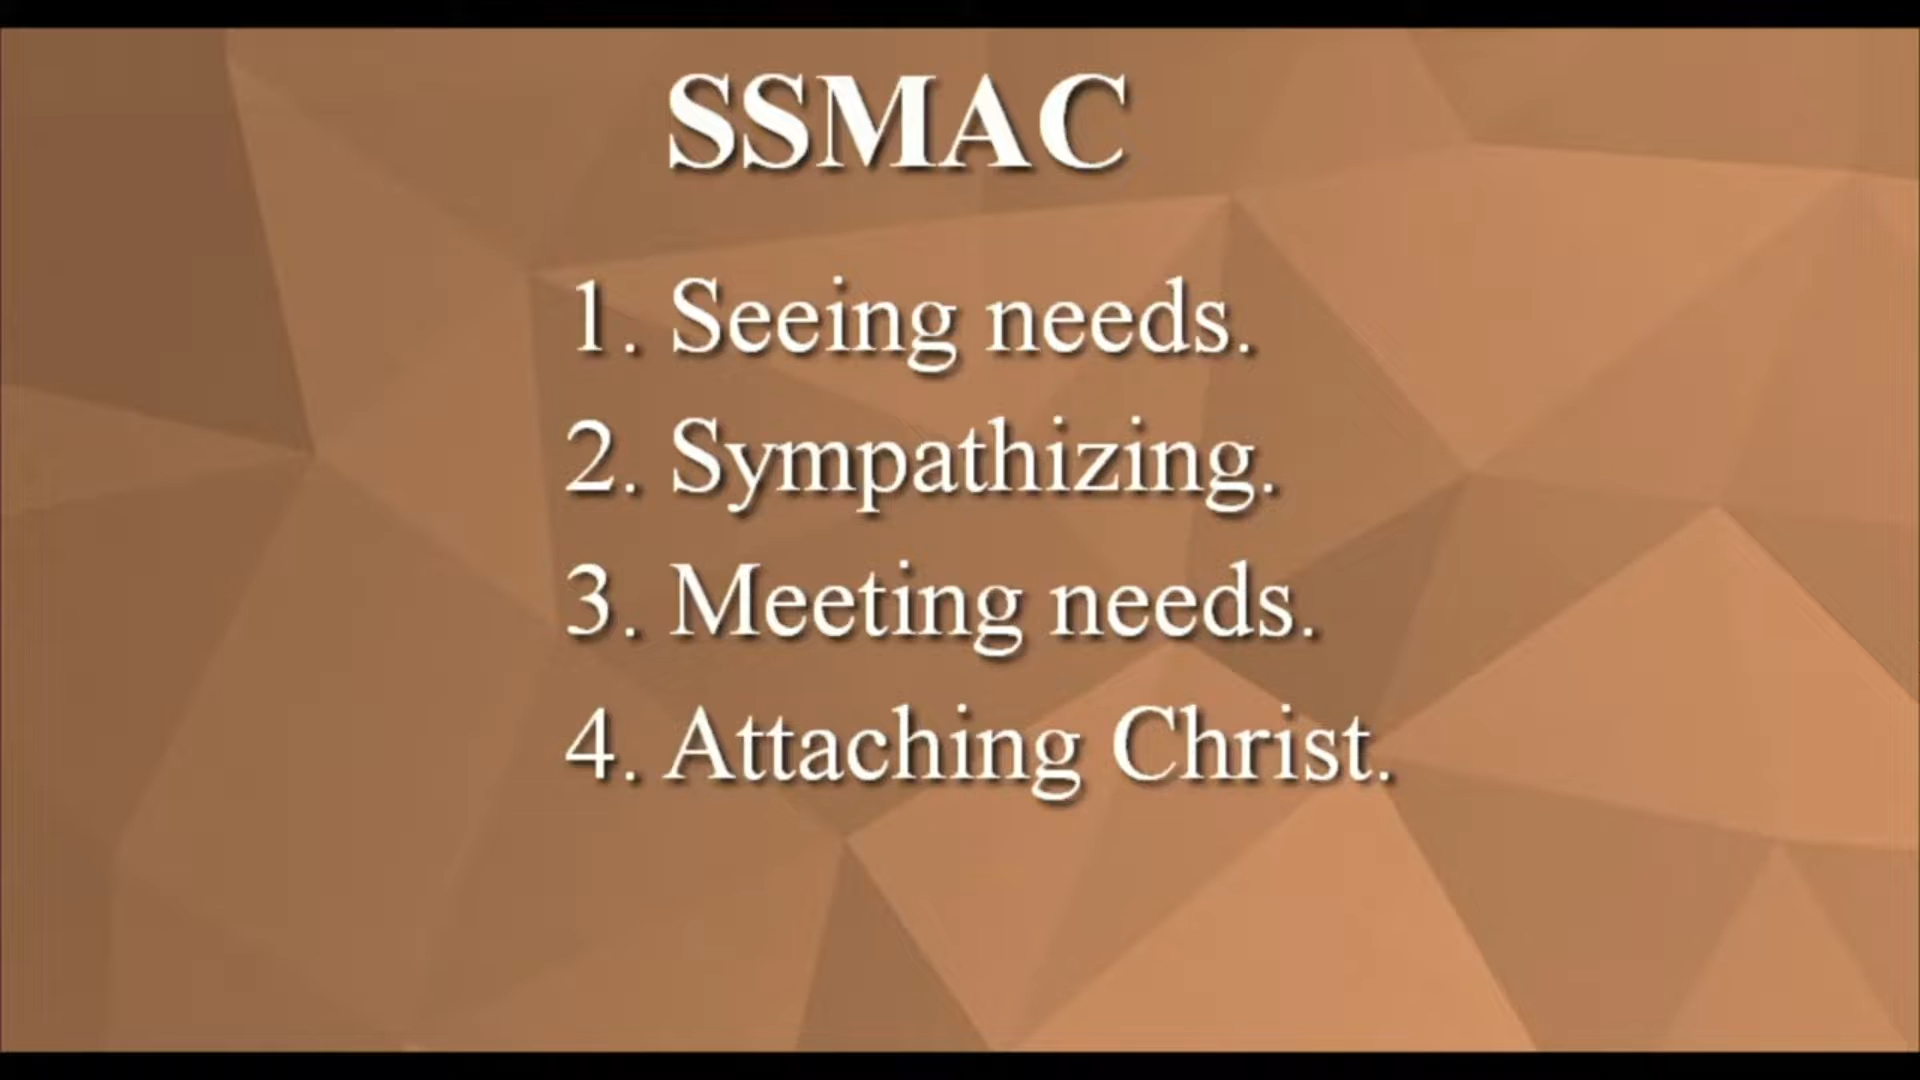 SSMAC
1. Seeing needs.
2. Sympathizing.
3. Meeting needs.
4. Attaching Christ.